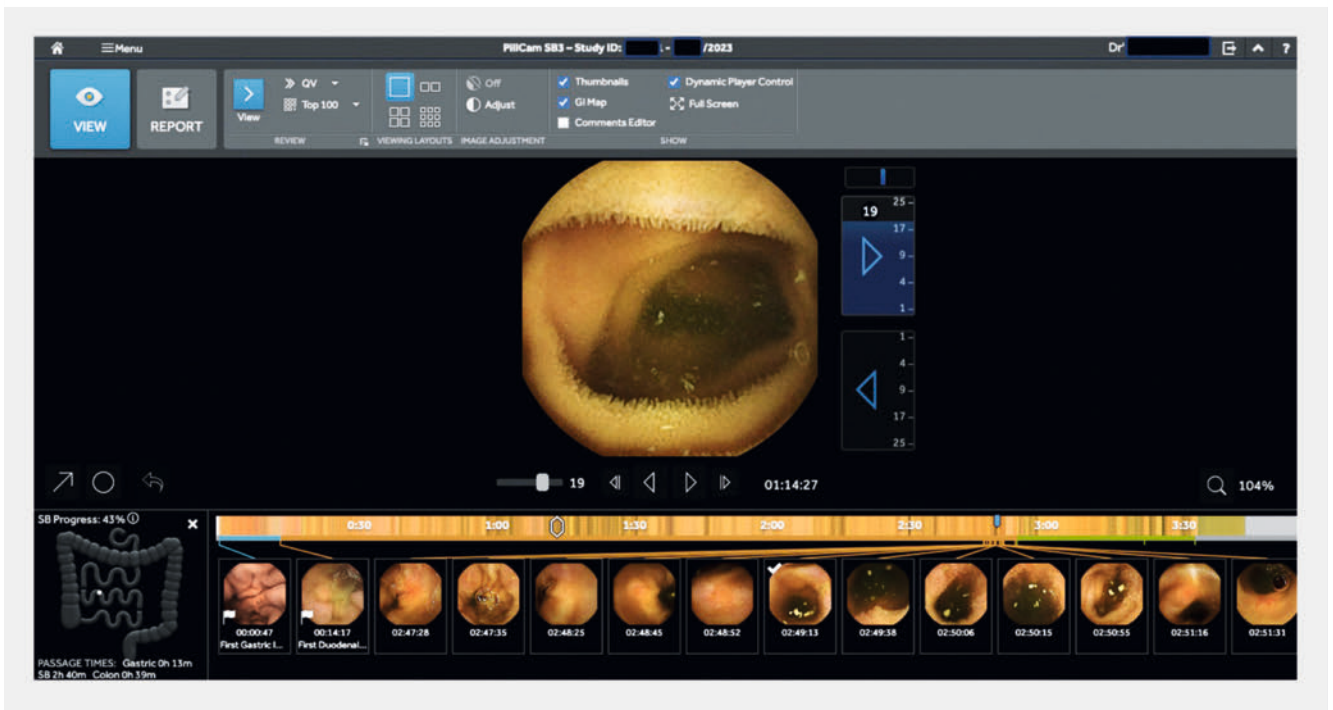 Menu
PillCam SB3 – Study ID: - /2023
Dr
?
VIEW
REPORT
View
QV
Top 100
REVIEW
VIEWING LAYOUTS
Off
Adjust
IMAGE ADJUSTMENT
Thumbnails
GI Map
Comments Editor
Dynamic Player Control
Full Screen
SHOW
19
25
17
9
4
1
1
4
9
17
25
19
01:14:27
104%
SB Progress: 43%
0:30 1:00 1:30 2:00 2:30 3:00 3:30
00:00:47
First Gastric I...
00:14:17
First Duodenal...
02:47:28
02:47:35
02:48:25
02:48:45
02:48:52
02:49:13
02:49:38
02:50:06
02:50:15
02:50:55
02:51:16
02:51:31
PASSAGE TIMES: Gastric 0h 13m
SB 2h 40m Colon 0h 39m